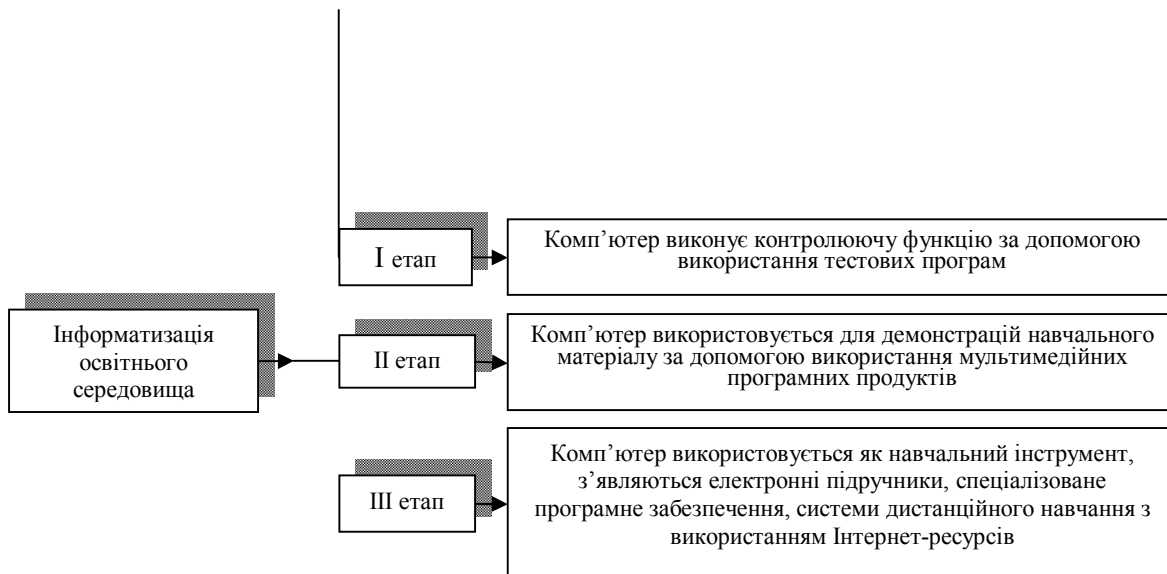 І етап
Комп’ютер виконує контролюючу функцію за допомогою
використання тестових програм
Інформатизація
освітнього
середовища
ІІ етап
Комп’ютер використовується для демонстрацій навчального
матеріалу за допомогою використання мультимедійних
програмних продуктів
ІІІ етап
Комп’ютер використовується як навчальний інструмент,
з’являються електронні підручники, спеціалізоване
програмне забезпечення, системи дистанційного навчання з
використанням Інтернет-ресурсів